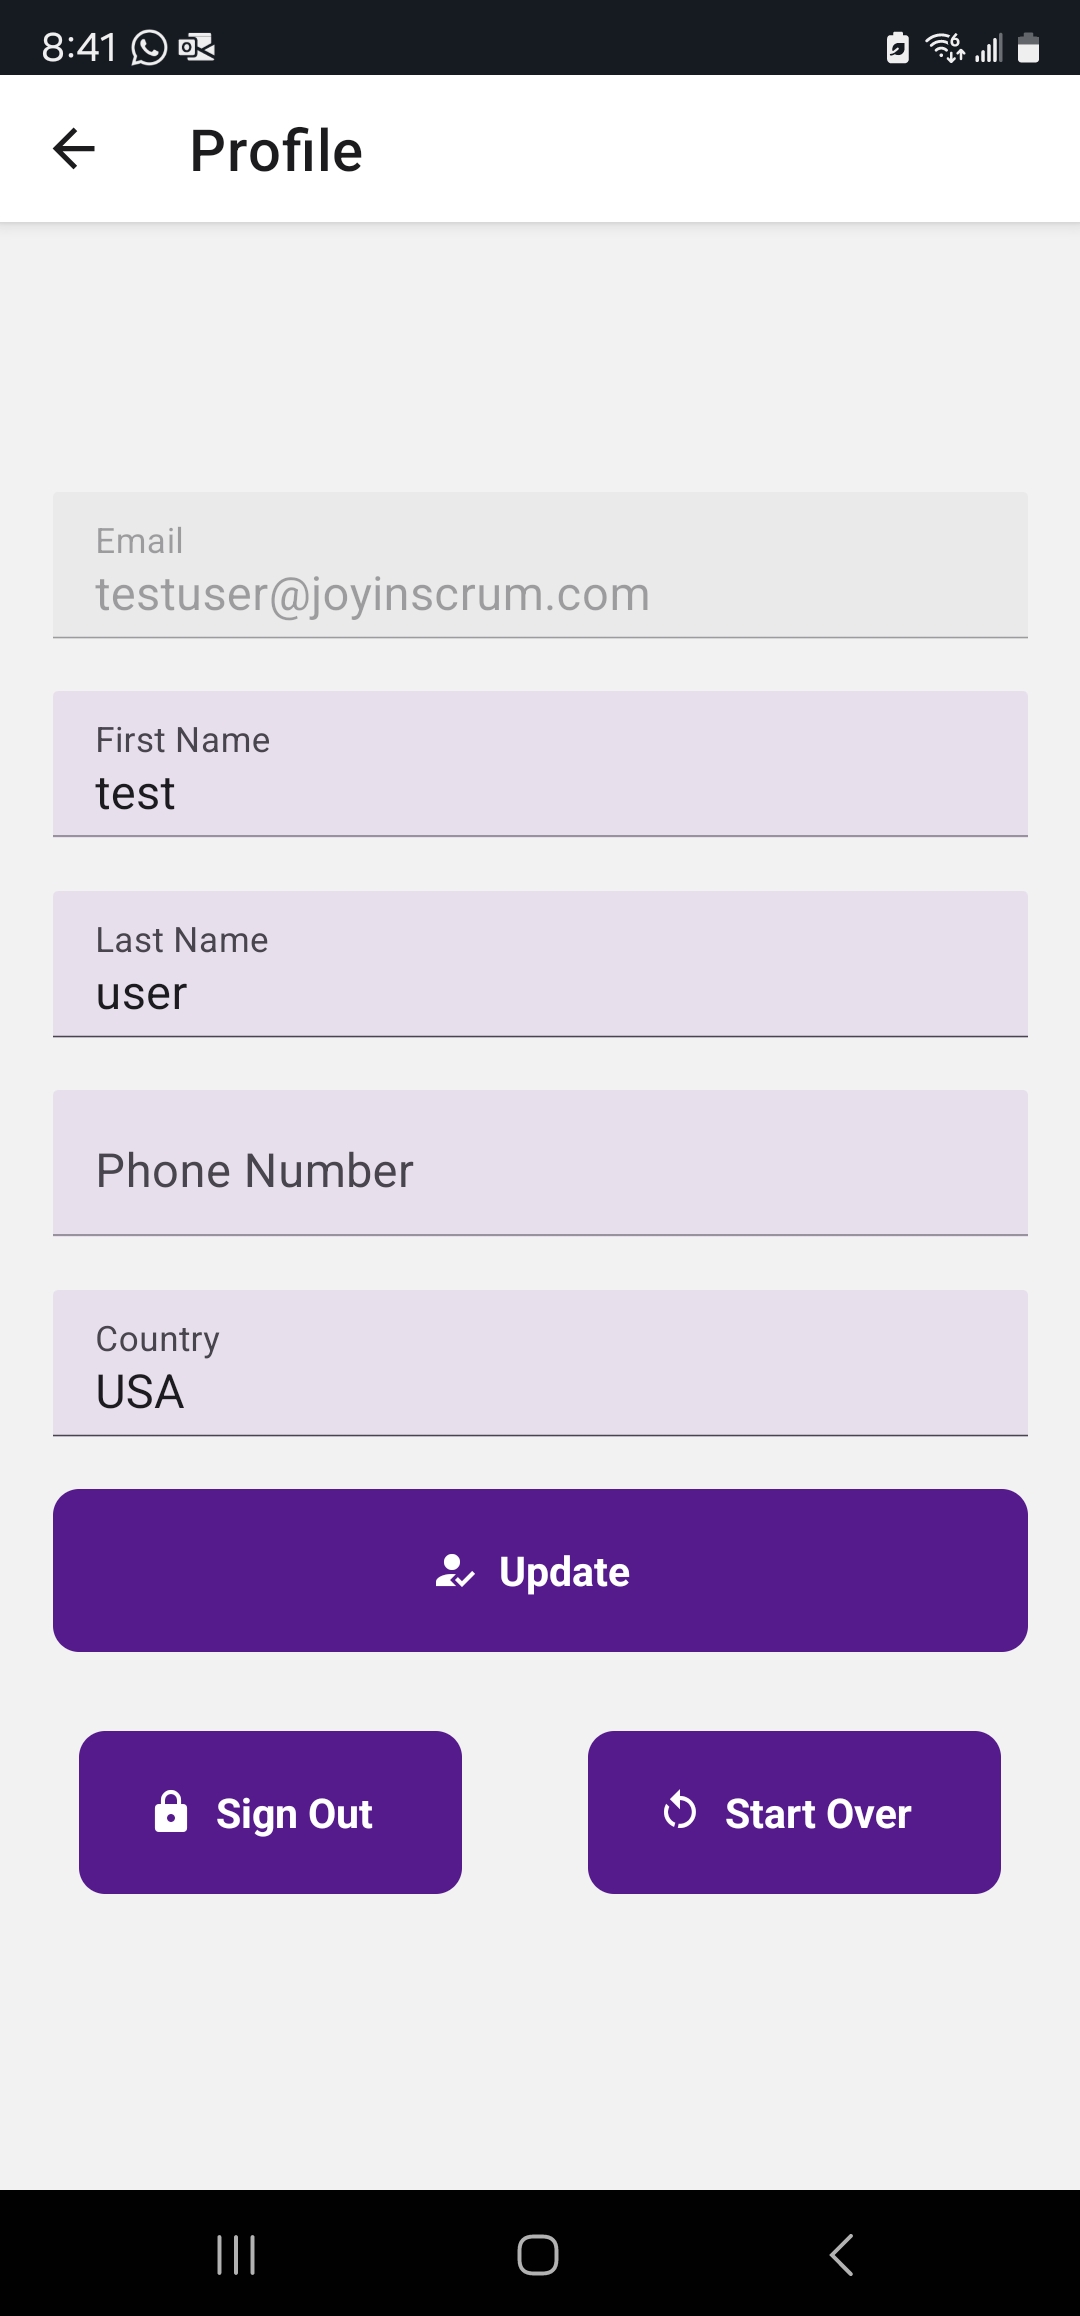 8:41
Profile
Email
testuser@joyinscrum.com
First Name
test
Last Name
user
Phone Number
Country
USA
Update
Sign Out
Start Over